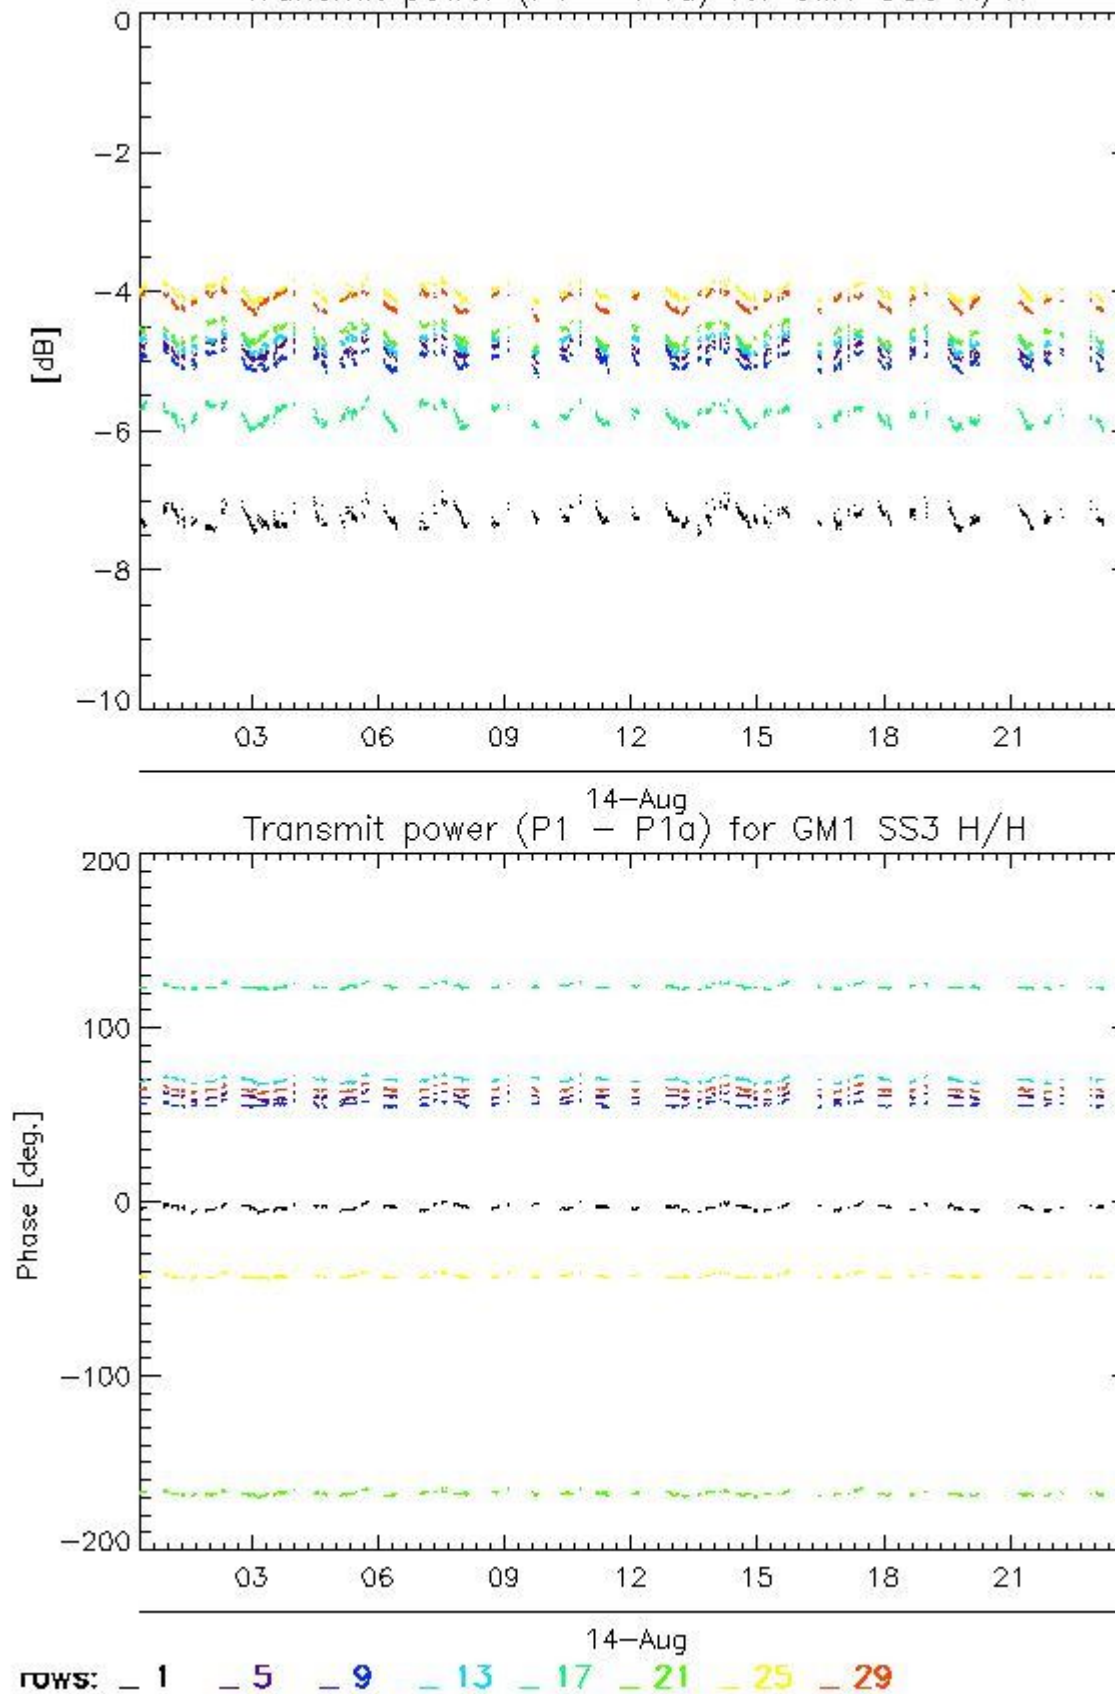 0
−2
−4
[dB]
−6
−8
−10
03 06 09 12 15 18 21
14−Aug
Transmit power (P1 − P1a) for GM1 SS3 H/H
200
100
Phase [deg.]
0
−100
−200
03 06 09 12 15 18 21
14−Aug
rows: _ 1 _ 5 _ 9 _ 13 _ 17 _ 21 _ 25 _ 29